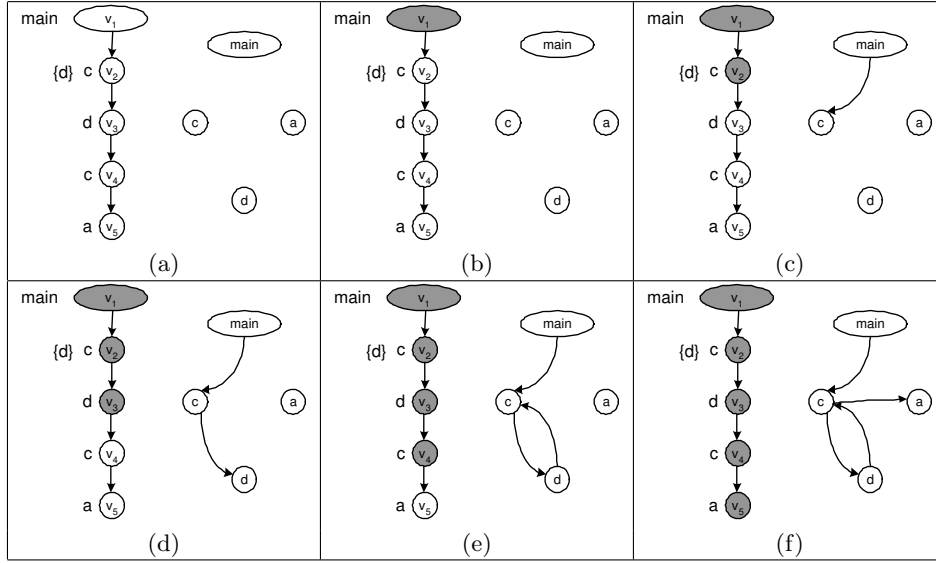 main v₁
main
{d} c v₂
d v₃ c a
c v₄
d
a v₅
(a)
main v₁
main
{d} c v₂
d v₃ c a
c v₄
d
a v₅
(b)
main v₁
main
{d} c v₂
d v₃ c a
c v₄
d
a v₅
(c)
main v₁
main
{d} c v₂
d v₃ c a
c v₄
d
a v₅
(d)
main v₁
main
{d} c v₂
d v₃ c a
c v₄
d
a v₅
(e)
main v₁
main
{d} c v₂
d v₃ c a
c v₄
d
a v₅
(f)